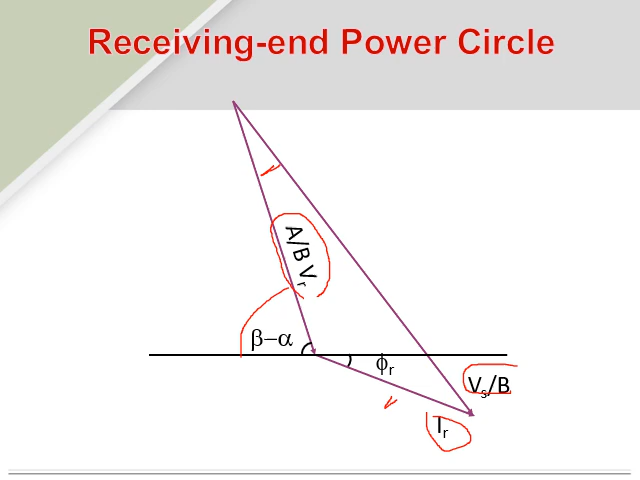 Receiving-end Power Circle
A/B Vᵣ
β−α
ϕᵣ
Vₛ/B
Iᵣ